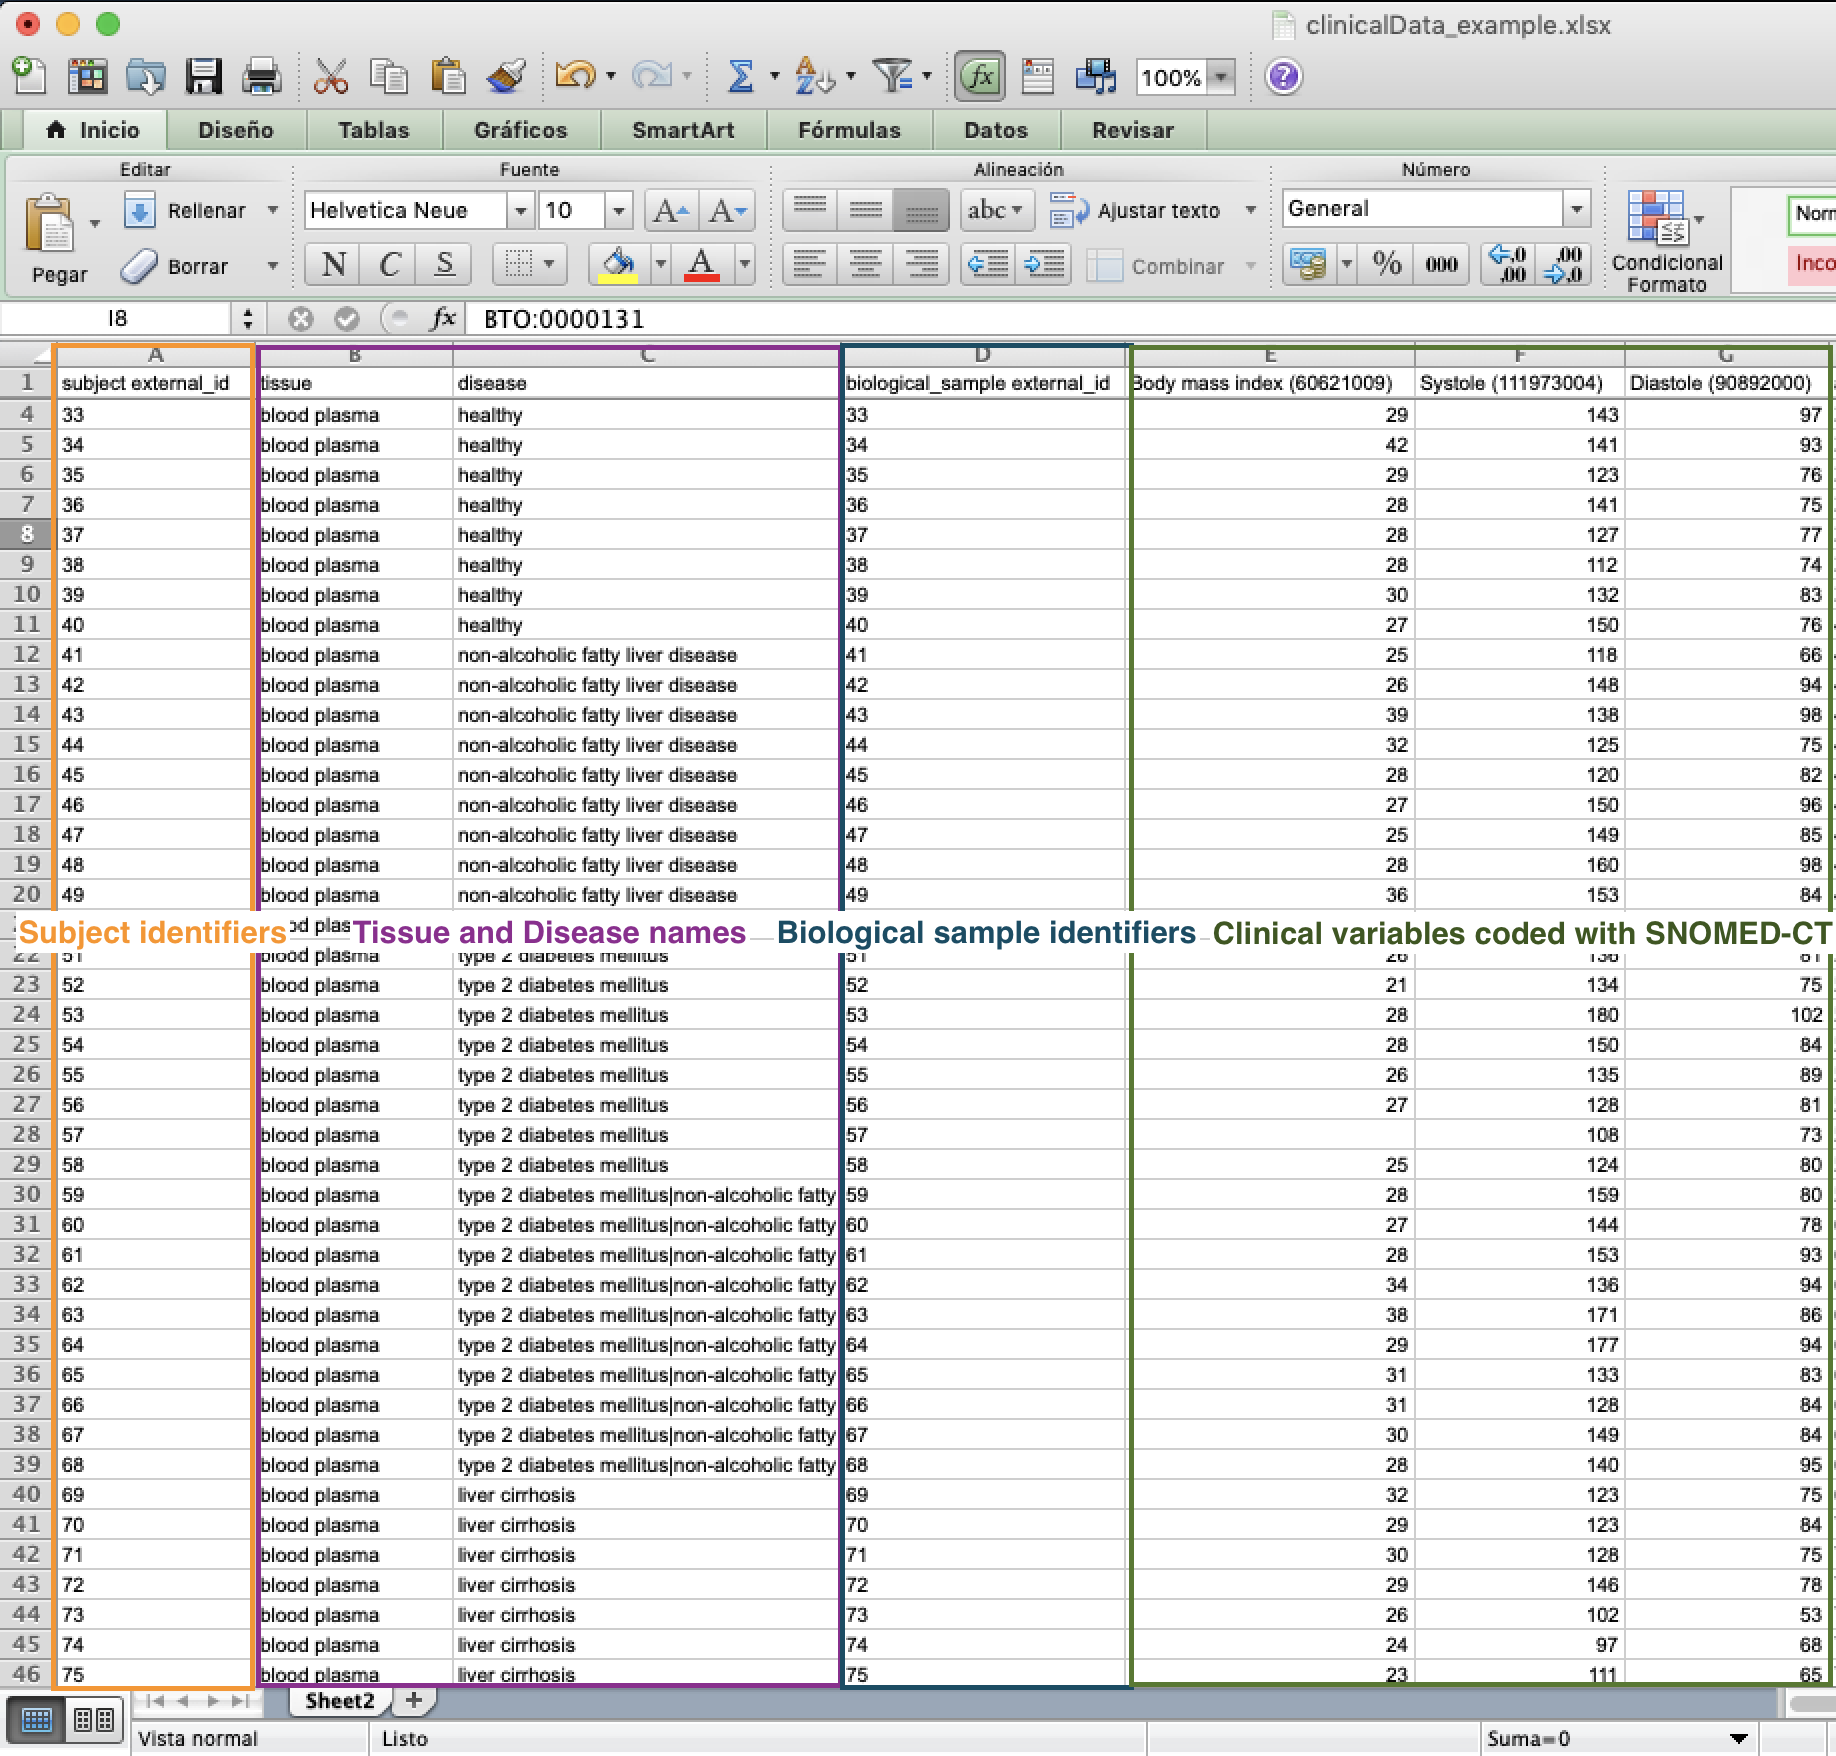 clinicalData_example.xlsx
100%
Inicio Diseño Tablas Gráficos SmartArt Fórmulas Datos Revisar
Editar Fuente Alineación Número
Pegar Rellenar Helvetica Neue 10 A A abc Ajustar texto General Condicional Formato Norm
Borrar N C S A Combinar % 000 ,0 ,00 ,00 ,0 Inco
I8 fx BTO:0000131
A B C D E F G
1 subject external_id tissue disease biological_sample external_id Body mass index (60621009) Systole (111973004) Diastole (90892000)
4 33 blood plasma healthy 33 29 143 97
5 34 blood plasma healthy 34 42 141 93
6 35 blood plasma healthy 35 29 123 76
7 36 blood plasma healthy 36 28 141 75
8 37 blood plasma healthy 37 28 127 77
9 38 blood plasma healthy 38 28 112 74
10 39 blood plasma healthy 39 30 132 83
11 40 blood plasma healthy 40 27 150 76
12 41 blood plasma non-alcoholic fatty liver disease 41 25 118 66
13 42 blood plasma non-alcoholic fatty liver disease 42 26 148 94
14 43 blood plasma non-alcoholic fatty liver disease 43 39 138 98
15 44 blood plasma non-alcoholic fatty liver disease 44 32 125 75
16 45 blood plasma non-alcoholic fatty liver disease 45 28 120 82
17 46 blood plasma non-alcoholic fatty liver disease 46 27 150 96
18 47 blood plasma non-alcoholic fatty liver disease 47 25 149 85
19 48 blood plasma non-alcoholic fatty liver disease 48 28 160 98
20 49 blood plasma non-alcoholic fatty liver disease 49 36 153 84
Subject identifiers Tissue and Disease names Biological sample identifiers Clinical variables coded with SNOMED-CT
22 51 blood plasma type 2 diabetes mellitus 51
23 52 blood plasma type 2 diabetes mellitus 52 21 134 75
24 53 blood plasma type 2 diabetes mellitus 53 28 180 102
25 54 blood plasma type 2 diabetes mellitus 54 28 150 84
26 55 blood plasma type 2 diabetes mellitus 55 26 135 89
27 56 blood plasma type 2 diabetes mellitus 56 27 128 81
28 57 blood plasma type 2 diabetes mellitus 57 108 73
29 58 blood plasma type 2 diabetes mellitus 58 25 124 80
30 59 blood plasma type 2 diabetes mellitus|non-alcoholic fatty 59 28 159 80
31 60 blood plasma type 2 diabetes mellitus|non-alcoholic fatty 60 27 144 78
32 61 blood plasma type 2 diabetes mellitus|non-alcoholic fatty 61 28 153 93
33 62 blood plasma type 2 diabetes mellitus|non-alcoholic fatty 62 34 136 94
34 63 blood plasma type 2 diabetes mellitus|non-alcoholic fatty 63 38 171 86
35 64 blood plasma type 2 diabetes mellitus|non-alcoholic fatty 64 29 177 94
36 65 blood plasma type 2 diabetes mellitus|non-alcoholic fatty 65 31 133 83
37 66 blood plasma type 2 diabetes mellitus|non-alcoholic fatty 66 31 128 84
38 67 blood plasma type 2 diabetes mellitus|non-alcoholic fatty 67 30 149 84
39 68 blood plasma type 2 diabetes mellitus|non-alcoholic fatty 68 28 140 95
40 69 blood plasma liver cirrhosis 69 32 123 75
41 70 blood plasma liver cirrhosis 70 29 123 84
42 71 blood plasma liver cirrhosis 71 30 128 75
43 72 blood plasma liver cirrhosis 72 29 146 78
44 73 blood plasma liver cirrhosis 73 26 102 53
45 74 blood plasma liver cirrhosis 74 24 97 68
46 75 blood plasma liver cirrhosis 75 23 111 65
Sheet2
Vista normal Listo Suma=0